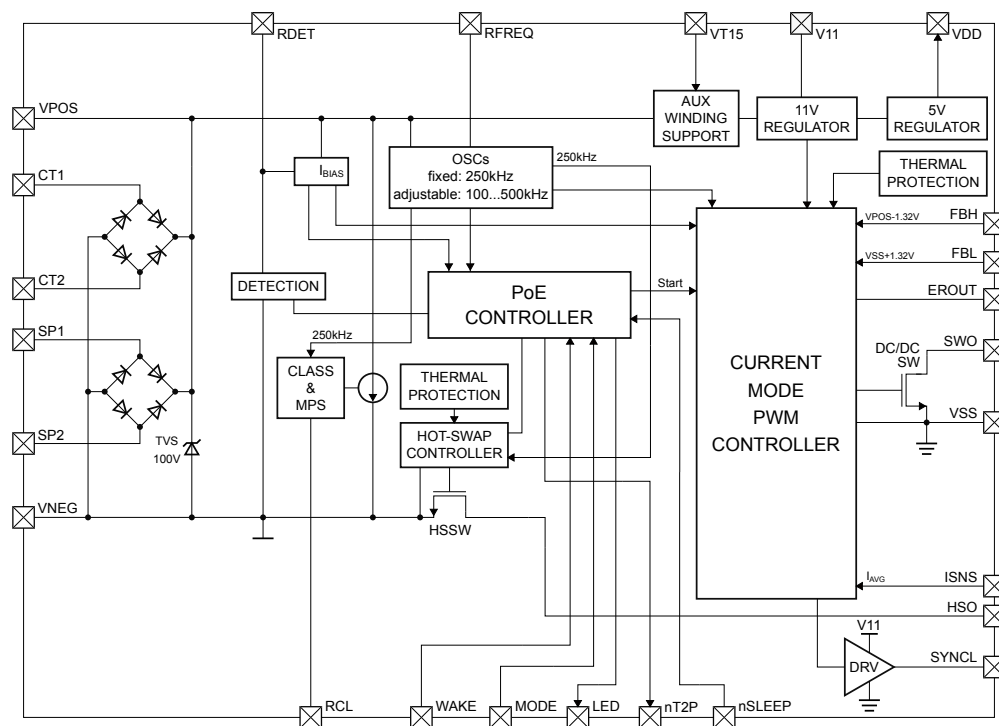 RDET
RFREQ
VT15
V11
VDD
VPOS
AUX
WINDING
SUPPORT
11V
REGULATOR
5V
REGULATOR
OSCs
fixed: 250kHz
adjustable: 100...500kHz
250kHz
THERMAL
PROTECTION
IBIAS
CT1
VPOS-1.32V
FBH
VSS+1.32V
FBL
CT2
DETECTION
PoE
CONTROLLER
Start
EROUT
SP1
250kHz
CLASS
&
MPS
THERMAL
PROTECTION
CURRENT
MODE
PWM
CONTROLLER
DC/DC
SW
SWO
VSS
SP2
TVS
100V
HOT-SWAP
CONTROLLER
VNEG
HSSW
IAVG
ISNS
HSO
V11
DRV
SYNCL
RCL
WAKE
MODE
LED
nT2P
nSLEEP